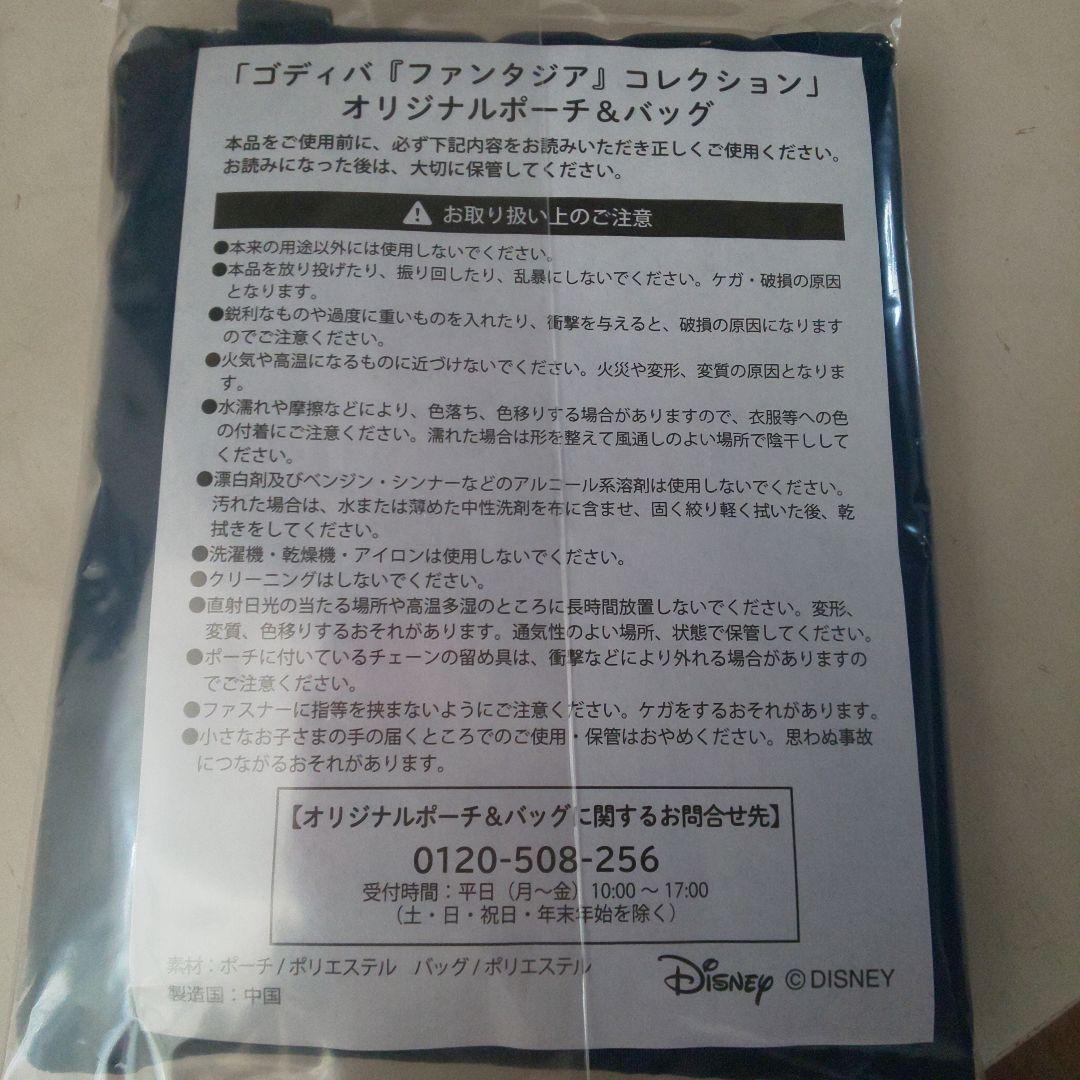 「ゴディバ『ファンタジア』コレクション」
オリジナルポーチ&バッグ
本品をご使用前に、必ず下記内容をお読みいただき正しくご使用ください。
お読みになった後は、大切に保管してください。
お取り扱い上のご注意
●本来の用途以外には使用しないでください。
●本品を放り投げたり、振り回したり、乱暴にしないでください。ケガ・破損の原因
となります。
●鋭利なものや過度に重いものを入れたり、衝撃を与えると、破損の原因になります
のでご注意ください。
●火気や高温になるものに近づけないでください。火災や変形、変質の原因となりま
す。
●水濡れや摩擦などにより、色落ち、色移りする場合がありますので、衣服等への色
の付着にご注意ください。濡れた場合は形を整えて風通しのよい場所で陰干しして
ください。
●漂白剤及びベンジン・シンナーなどのアルコール系溶剤は使用しないでください。
汚れた場合は、水または薄めた中性洗剤を布に含ませ、固く絞り軽く拭いた後、乾
拭きをしてください。
●洗濯機・乾燥機・アイロンは使用しないでください。
●クリーニングはしないでください。
●直射日光の当たる場所や高温多湿のところに長時間放置しないでください。変形、
変質、色移りするおそれがあります。通気性のよい場所、状態で保管してください。
●ポーチに付いているチェーンの留め具は、衝撃などにより外れる場合がありますの
でご注意ください。
●ファスナーに指等を挟まないようにご注意ください。ケガをするおそれがあります。
●小さなお子さまの手の届くところでのご使用・保管はおやめください。思わぬ事故
につながるおそれがあります。
【オリジナルポーチ&バッグに関するお問合せ先】
0120-508-256
受付時間：平日（月～金）10:00～17:00
（土・日・祝日・年末年始を除く）
素材：ポーチ/ポリエステル バッグ/ポリエステル
製造国：中国
Disney ©DISNEY